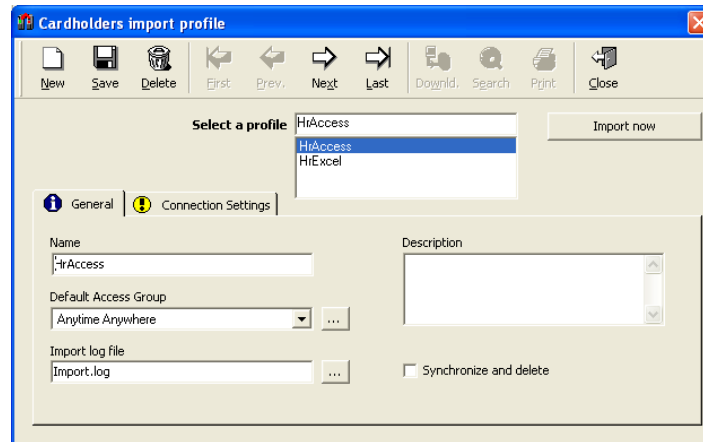 Cardholders import profile
New Save Delete First Prev. Next Last Downld. Search Print Close
Select a profile HrAccess Import now
HrAccess
HrExcel
General Connection Settings
Name Description
HrAccess
Default Access Group
Anytime Anywhere ...
Import log file
Import.log ... Synchronize and delete